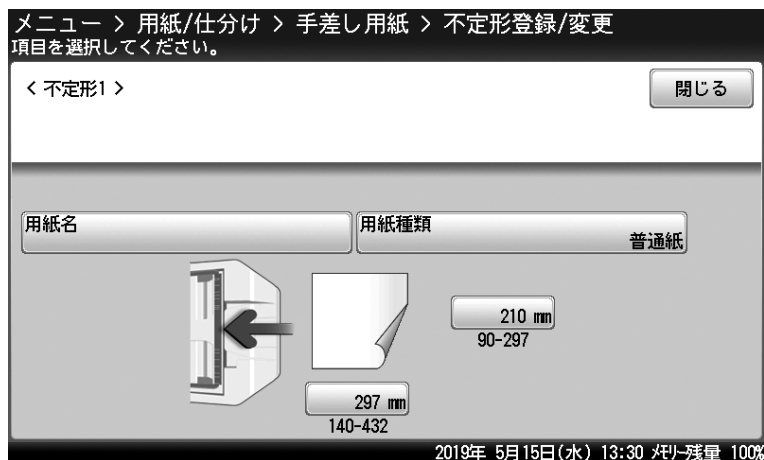 メニュー > 用紙/仕分け > 手差し用紙 > 不定形登録/変更
項目を選択してください。
< 不定形1 >
閉じる
用紙名
用紙種類
普通紙
210 mm
90-297
297 mm
140-432
2019年 5月15日(水) 13:30 ﾒﾓﾘｰ残量 100%